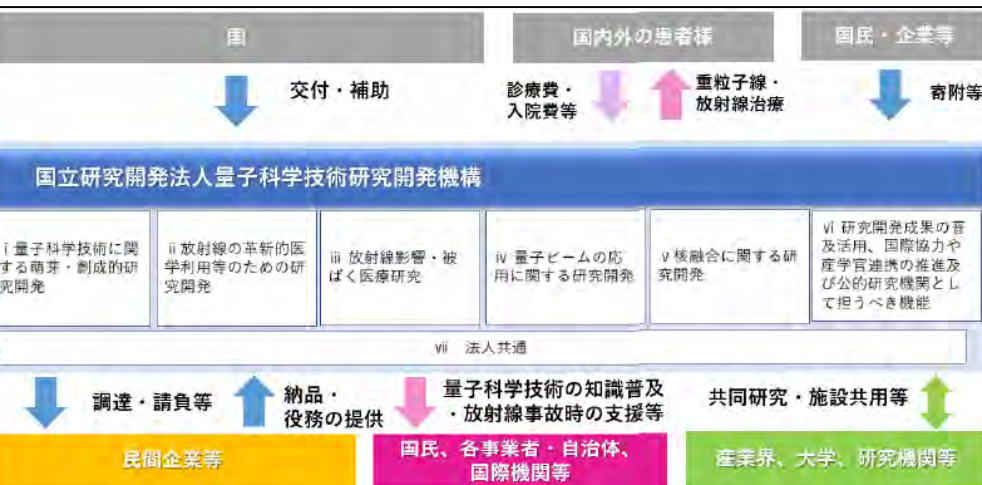 国
国内外の患者様
国民・企業等
交付・補助
診療費・
入院費等
重粒子線・
放射線治療
寄附等
国立研究開発法人量子科学技術研究開発機構
ⅰ量子科学技術に関
する萌芽・創成的研
究開発
ⅱ放射線の革新的医
学利用等のための研
究開発
ⅲ 放射線影響・被
ばく医療研究
ⅳ 量子ビームの応
用に関する研究開発
ⅴ核融合に関する研
究開発
ⅵ 研究開発成果の普
及活用、国際協力や
産学官連携の推進及
び公的研究機関とし
て担うべき機能
ⅶ 法人共通
調達・請負等
納品・
役務の提供
量子科学技術の知識普及
・放射線事故時の支援等
共同研究・施設共用等
民間企業等
国民、各事業者・自治体、
国際機関等
産業界、大学、研究機関等